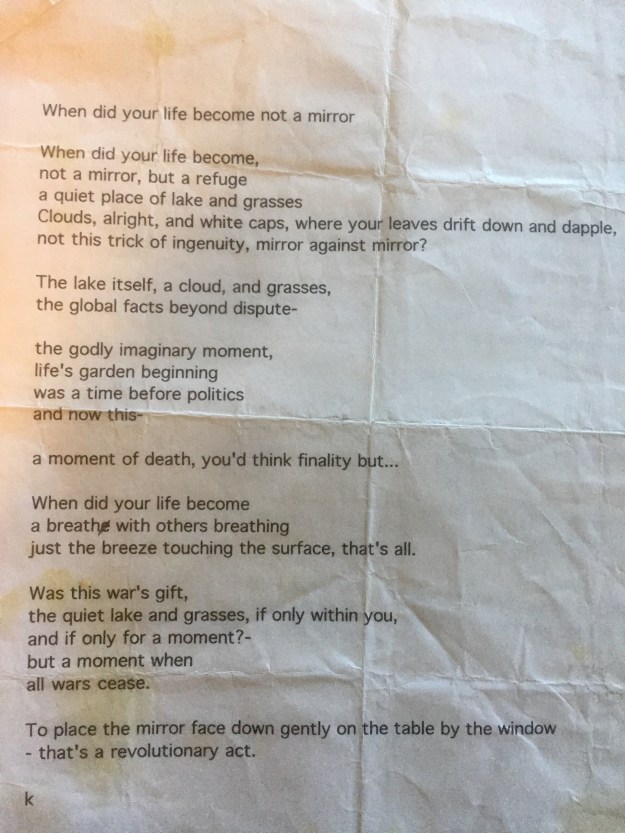 When did your life become not a mirror
When did your life become,
not a mirror, but a refuge
a quiet place of lake and grasses
Clouds, alright, and white caps, where your leaves drift down and dapple,
not this trick of ingenuity, mirror against mirror?
The lake itself, a cloud, and grasses,
the global facts beyond dispute-
the godly imaginary moment,
life's garden beginning
was a time before politics
and now this-
a moment of death, you'd think finality but...
When did your life become
a breath with others breathing
just the breeze touching the surface, that's all.
Was this war's gift,
the quiet lake and grasses, if only within you,
and if only for a moment?-
but a moment when
all wars cease.
To place the mirror face down gently on the table by the window
- that's a revolutionary act.
k